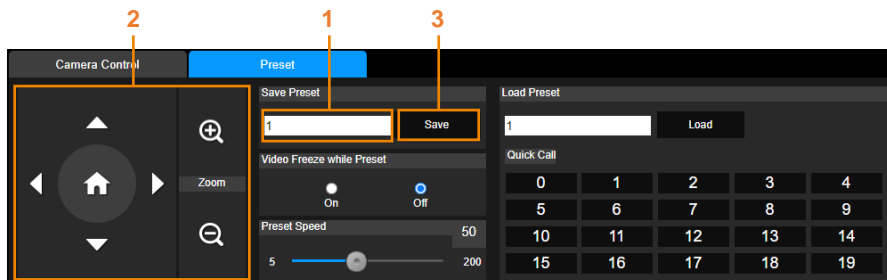 2 1 3
Camera Control Preset
Save Preset
1 Save
Video Freeze while Preset
On Off
Preset Speed 50
5 200
Zoom
Load Preset
1 Load
Quick Call
0 1 2 3 4
5 6 7 8 9
10 11 12 13 14
15 16 17 18 19